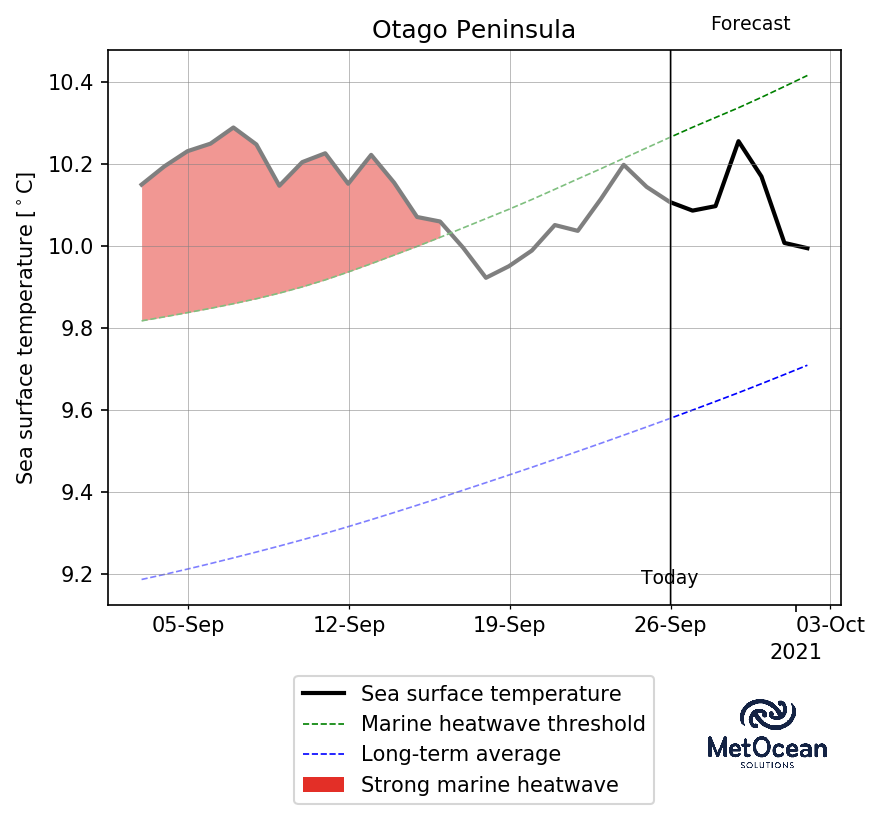 Otago Peninsula
Forecast
Sea surface temperature [°C]
10.4
10.2
10.0
9.8
9.6
9.4
9.2
Today
05-Sep
12-Sep
19-Sep
26-Sep
03-Oct
2021
Sea surface temperature
Marine heatwave threshold
Long-term average
Strong marine heatwave
MetOcean
SOLUTIONS